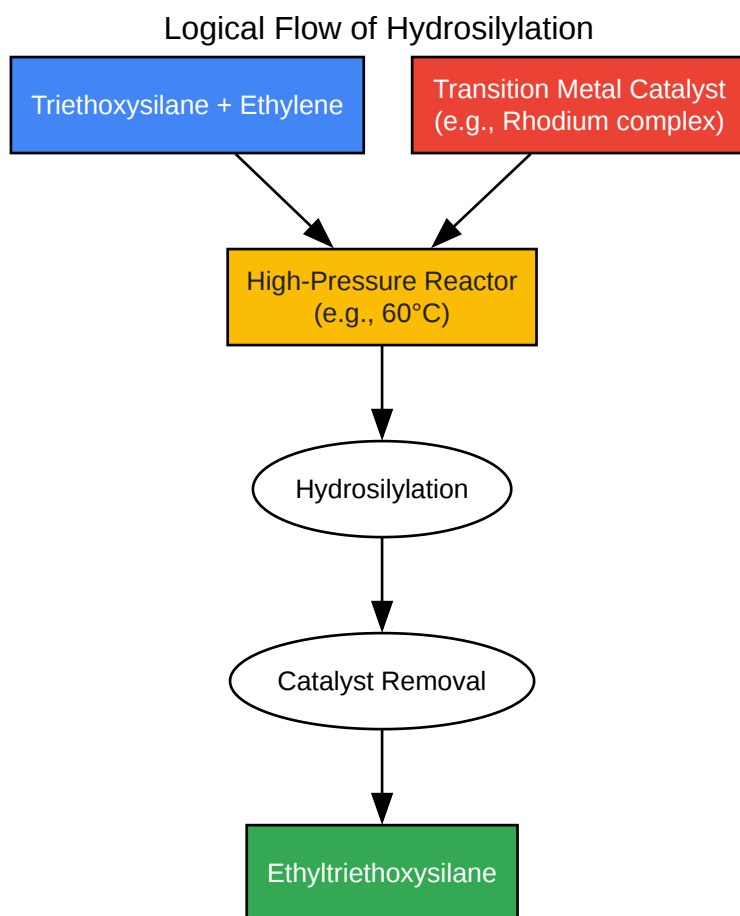 Logical Flow of Hydrosilylation
Triethoxysilane + Ethylene
Transition Metal Catalyst
(e.g., Rhodium complex)
High-Pressure Reactor
(e.g., 60°C)
Hydrosilylation
Catalyst Removal
Ethyltriethoxysilane